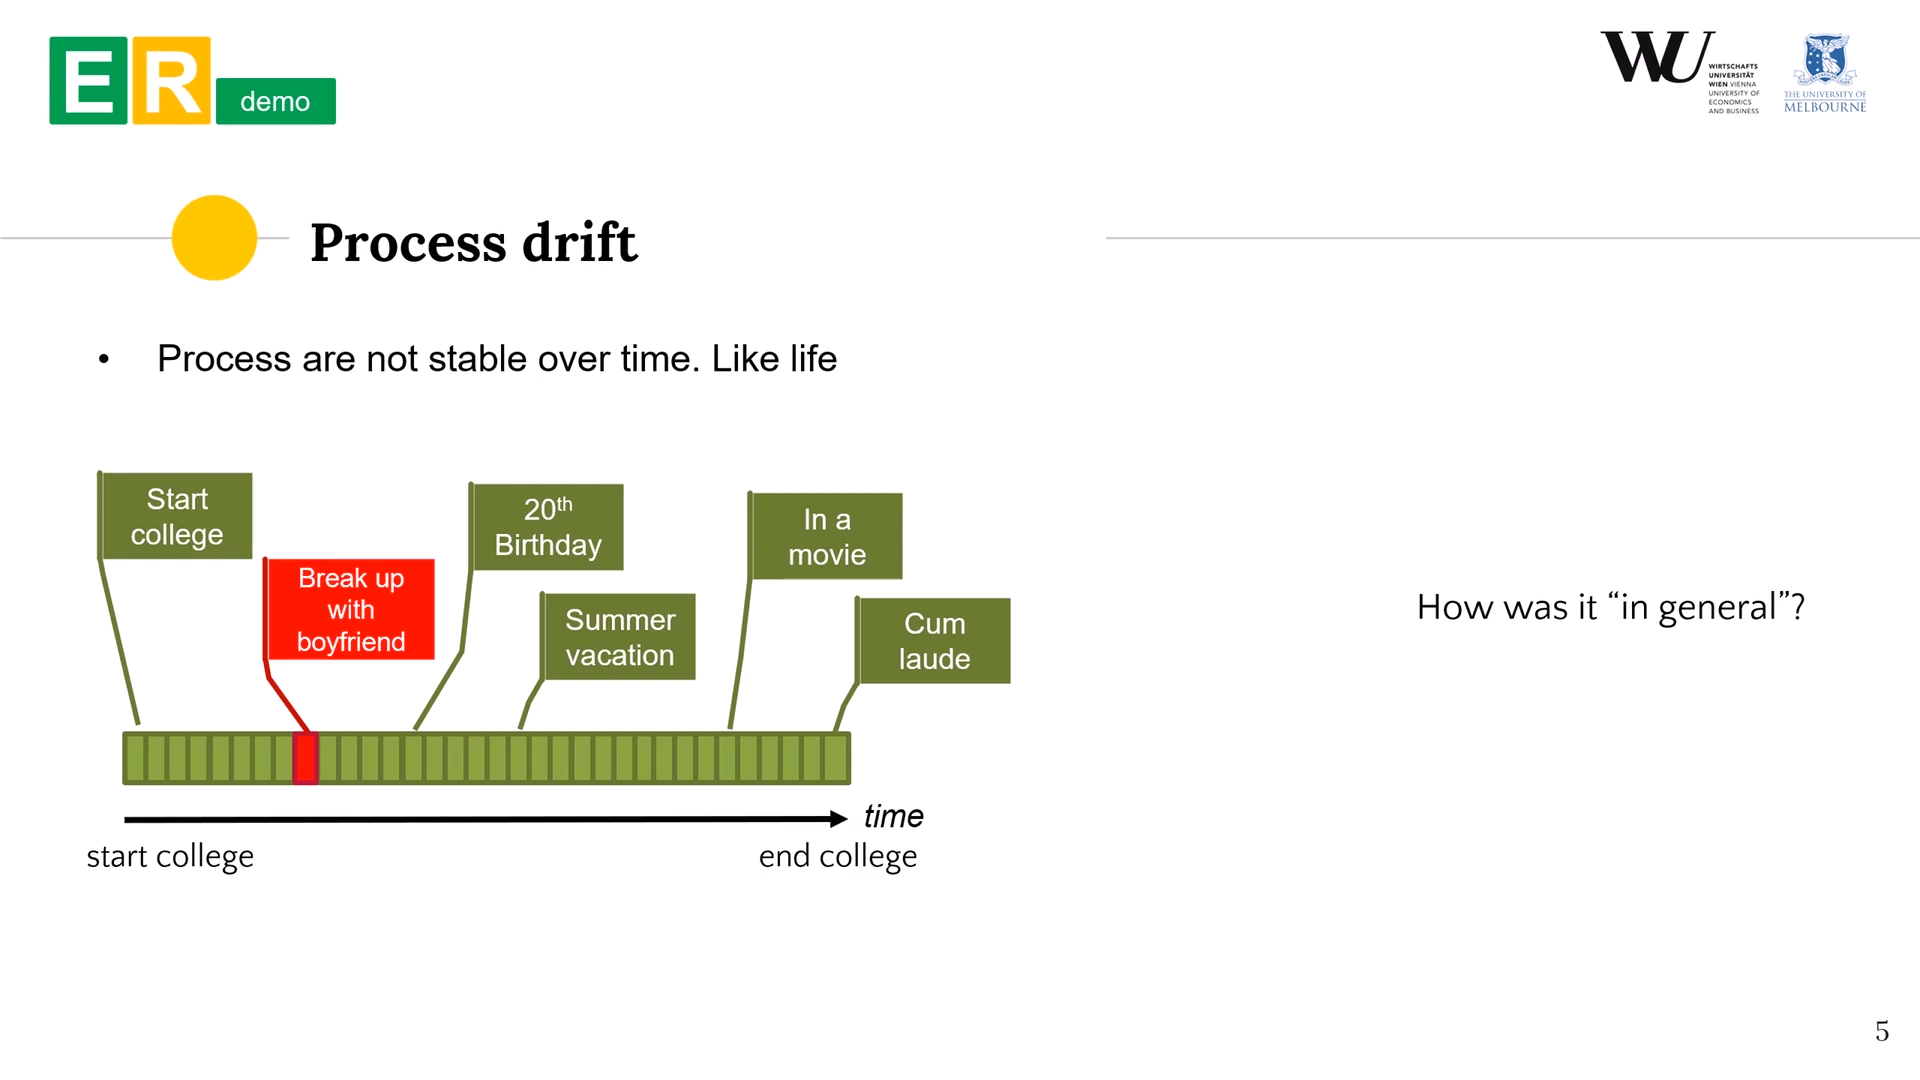 ER demo
WU
WIRTSCHAFTS
UNIVERSITÄT
WIEN VIENNA
UNIVERSITY OF
ECONOMICS
AND BUSINESS
THE UNIVERSITY OF
MELBOURNE
Process drift
• Process are not stable over time. Like life
Start
college
Break up
with
boyfriend
20th
Birthday
Summer
vacation
In a
movie
Cum
laude
How was it “in general”?
time
start college
end college
5